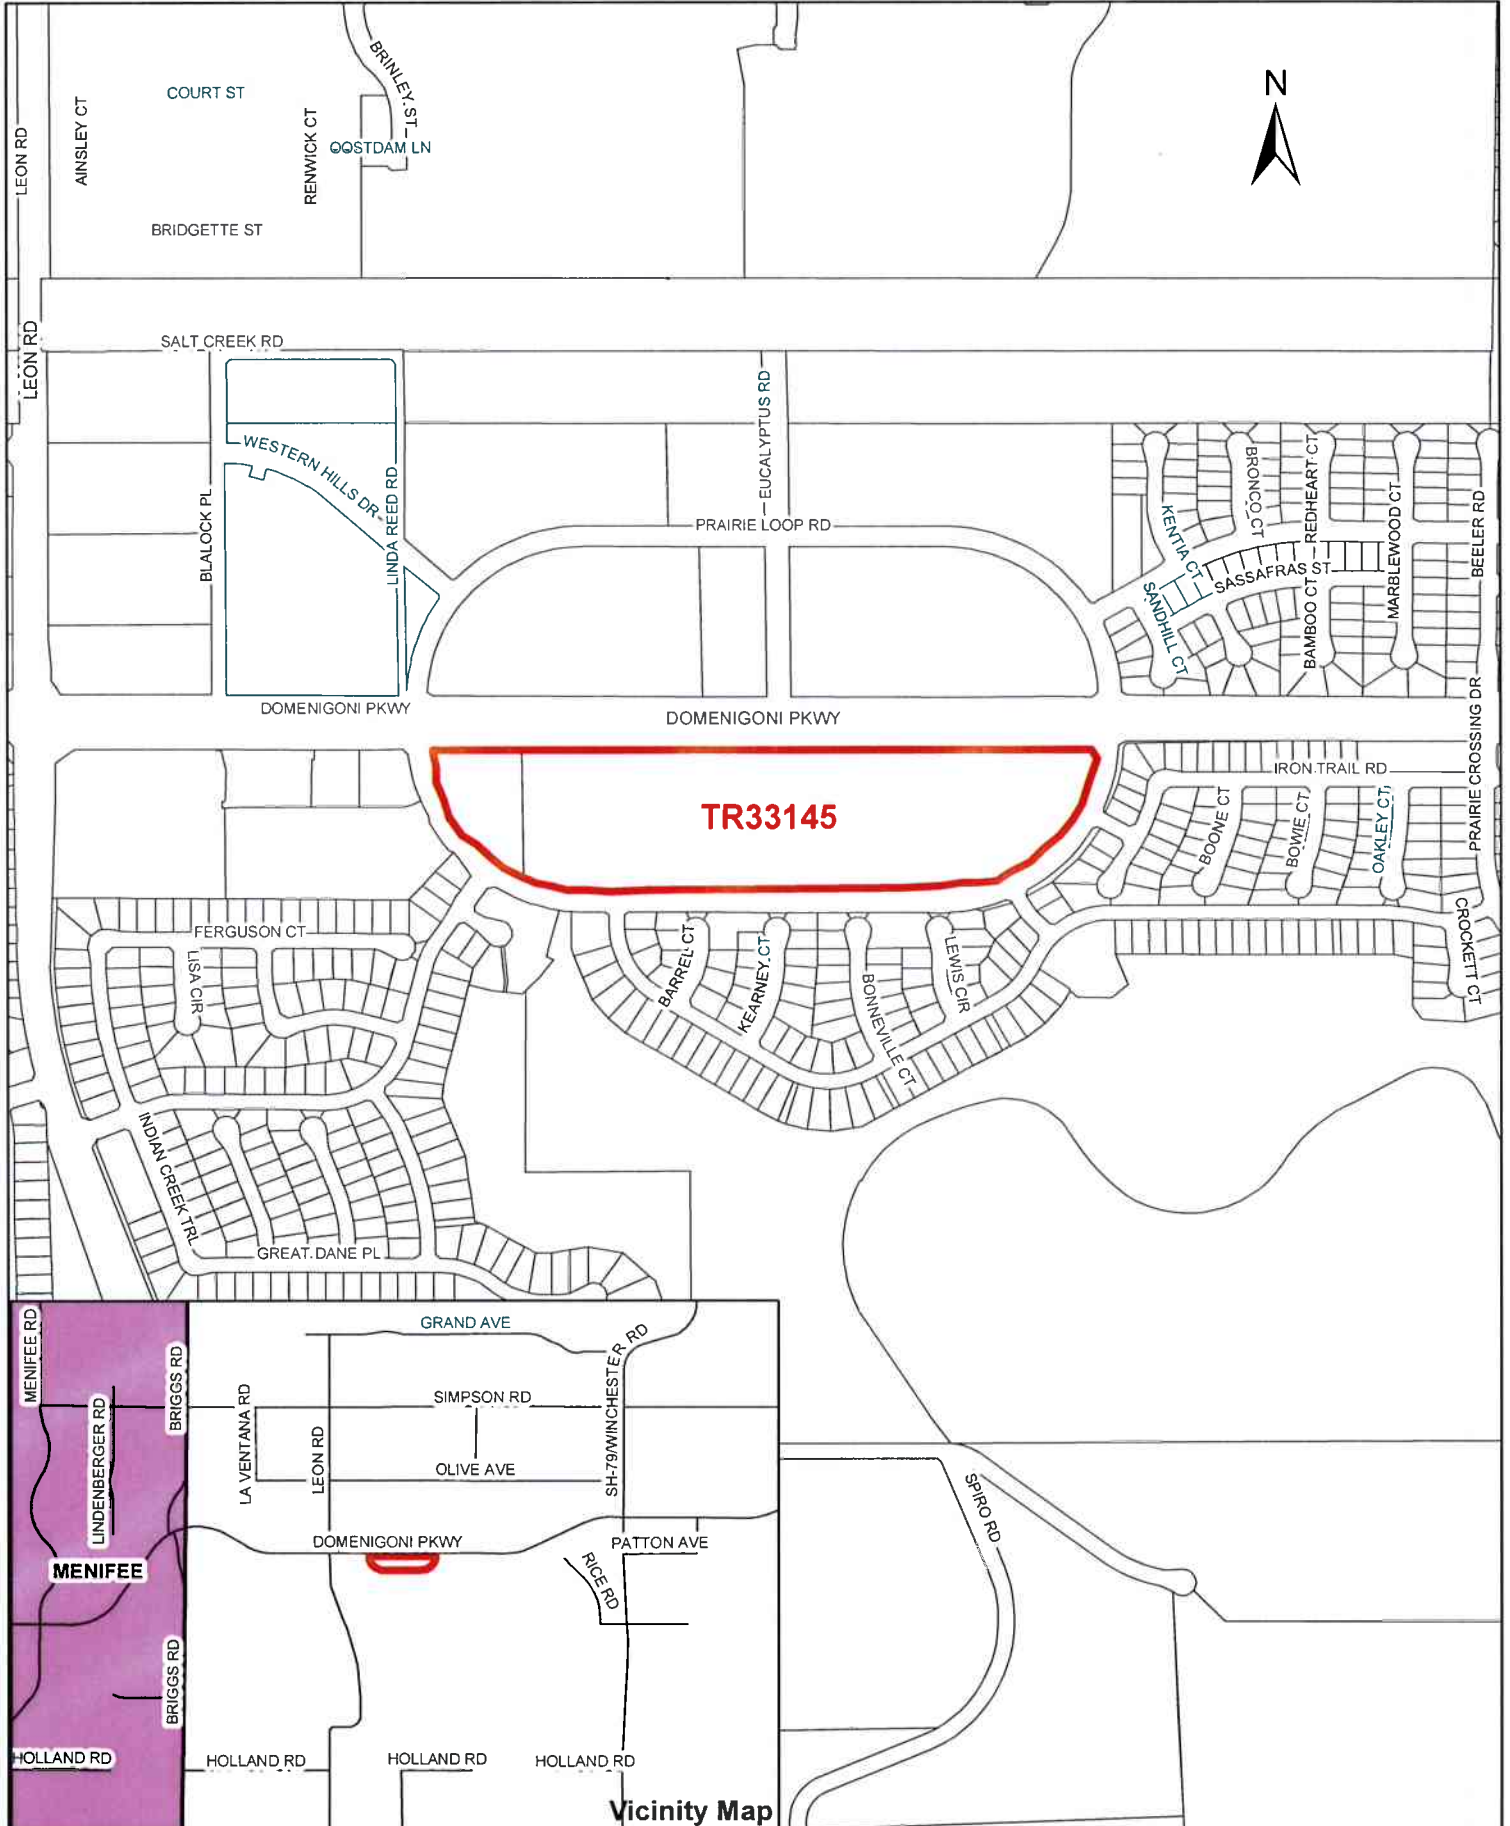 N
BRINLEY ST
COURT ST
AINSLEY CT
RENWICK CT
LEON RD
OOSTDAM LN
BRIDGETTE ST
LEON RD
SALT CREEK RD
EUCALYPTUS RD
WESTERN HILLS DR
LINDA REED RD
BLALOCK PL
PRAIRIE LOOP RD
KENTIA CT
BRONCO CT
REDHEART CT
MARBLEWOOD CT
BEELER RD
SASSAFRAS ST
SANDHILL CT
BAMBOO CT
DOMENIGONI PKWY
DOMENIGONI PKWY
PRAIRIE CROSSING DR
IRON TRAIL RD
TR33145
BOONE CT
BOWIE CT
OAKLEY CT
CROCKETT CT
FERGUSON CT
LISA CIR
BARREL CT
KEARNEY CT
BONNEVILLE CT
LEWIS CIR
INDIAN CREEK TRL
GREAT DANE PL
MENIFEE RD
BRIGGS RD
LINDENBERGER RD
LA VENTANA RD
LEON RD
GRAND AVE
SIMPSON RD
SH-79/WINCHESTER RD
OLIVE AVE
DOMENIGONI PKWY
PATTON AVE
RICE RD
MENIFEE
BRIGGS RD
HOLLAND RD
HOLLAND RD
HOLLAND RD
HOLLAND RD
SPIRO RD
Vicinity Map